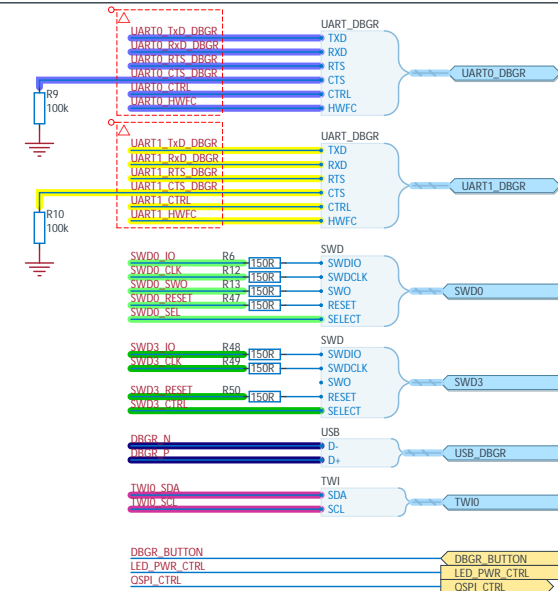 UART_DBGR
UART0_TxD_DBGR TXD
UART0_RxD_DBGR RXD
UART0_RTS_DBGR RTS
UART0_CTS_DBGR CTS UART0_DBGR
UART0_CTRL CTRL
R9
100k
UART0_HWFC HWFC
UART_DBGR
UART1_TxD_DBGR TXD
UART1_RxD_DBGR RXD
UART1_RTS_DBGR RTS
UART1_CTS_DBGR CTS UART1_DBGR
UART1_CTRL CTRL
R10
100k
UART1_HWFC HWFC
SWD
SWD0_IO R6 150R SWDIO
SWD0_CLK R12 150R SWDCLK
SWD0_SWO R13 150R SWO SWD0
SWD0_RESET R47 150R RESET
SWD0_SEL SELECT
SWD
SWD3_IO R48 150R SWDIO
SWD3_CLK R49 150R SWDCLK
SWO SWD3
SWD3_RESET R50 150R RESET
SWD3_CTRL SELECT
USB
DBGR_N D-
DBGR_P D+ USB_DBGR
TWI
TWI0_SDA SDA
TWI0_SCL SCL TWI0
DBGR_BUTTON DBGR_BUTTON
LED_PWR_CTRL LED_PWR_CTRL
QSPI_CTRL QSPI_CTRL